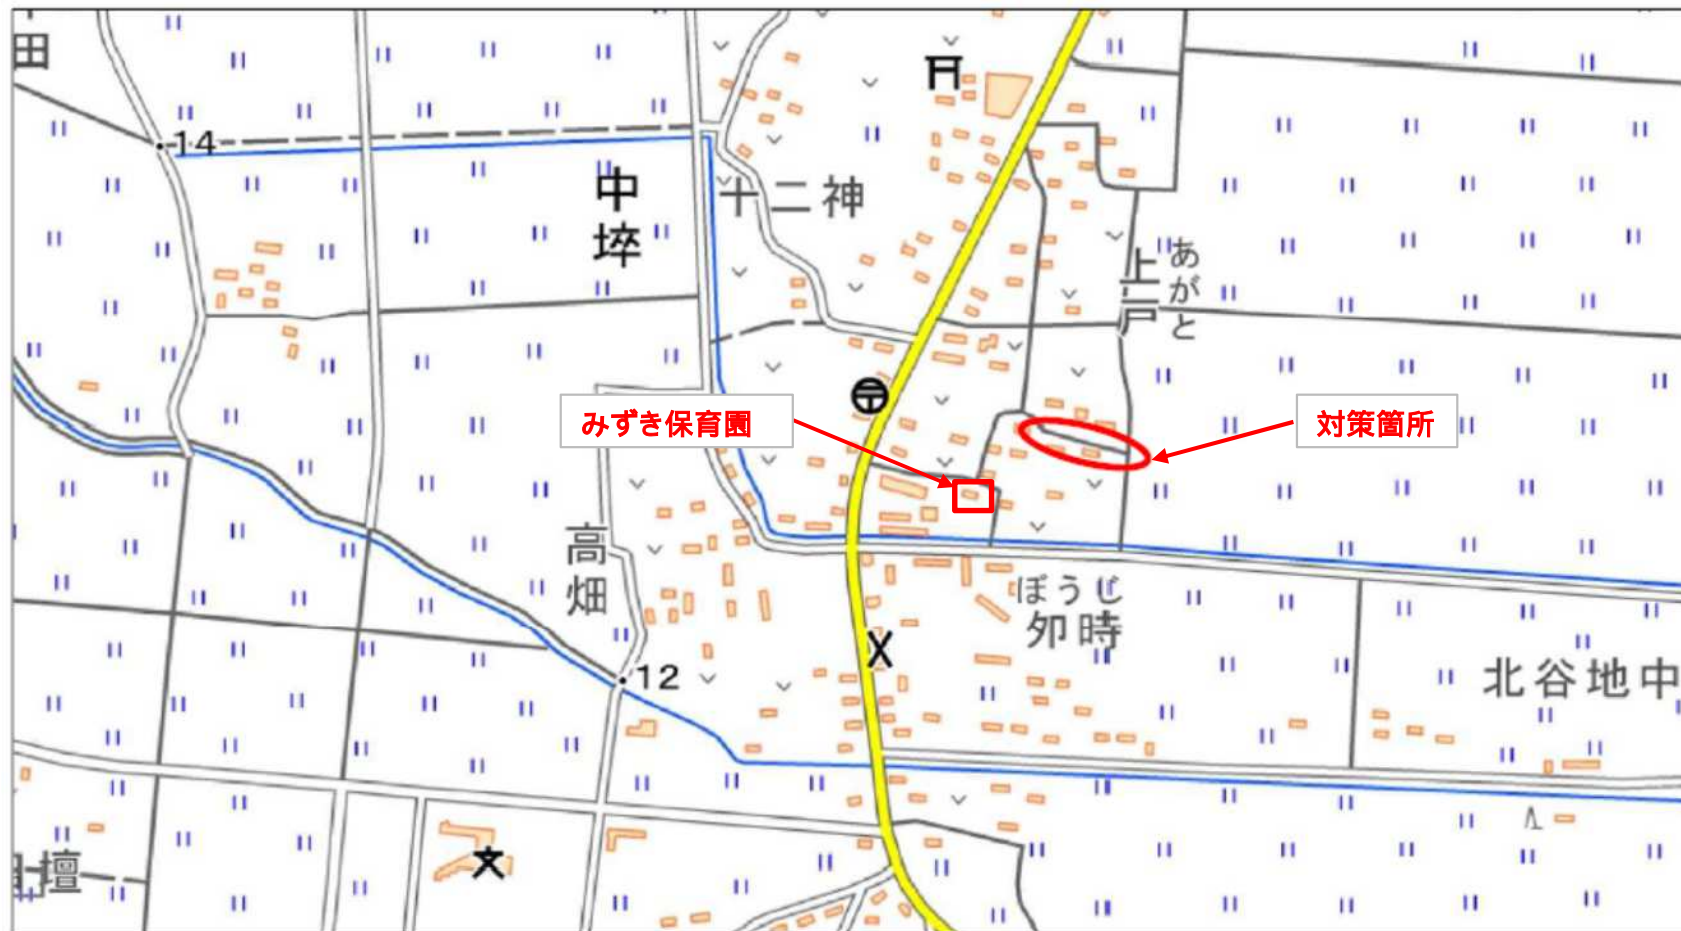 田
14
中埣
十二神
上戸
あがと
みずき保育園
対策箇所
高畑
ぼうじ
夘時
12
北谷地中
壇